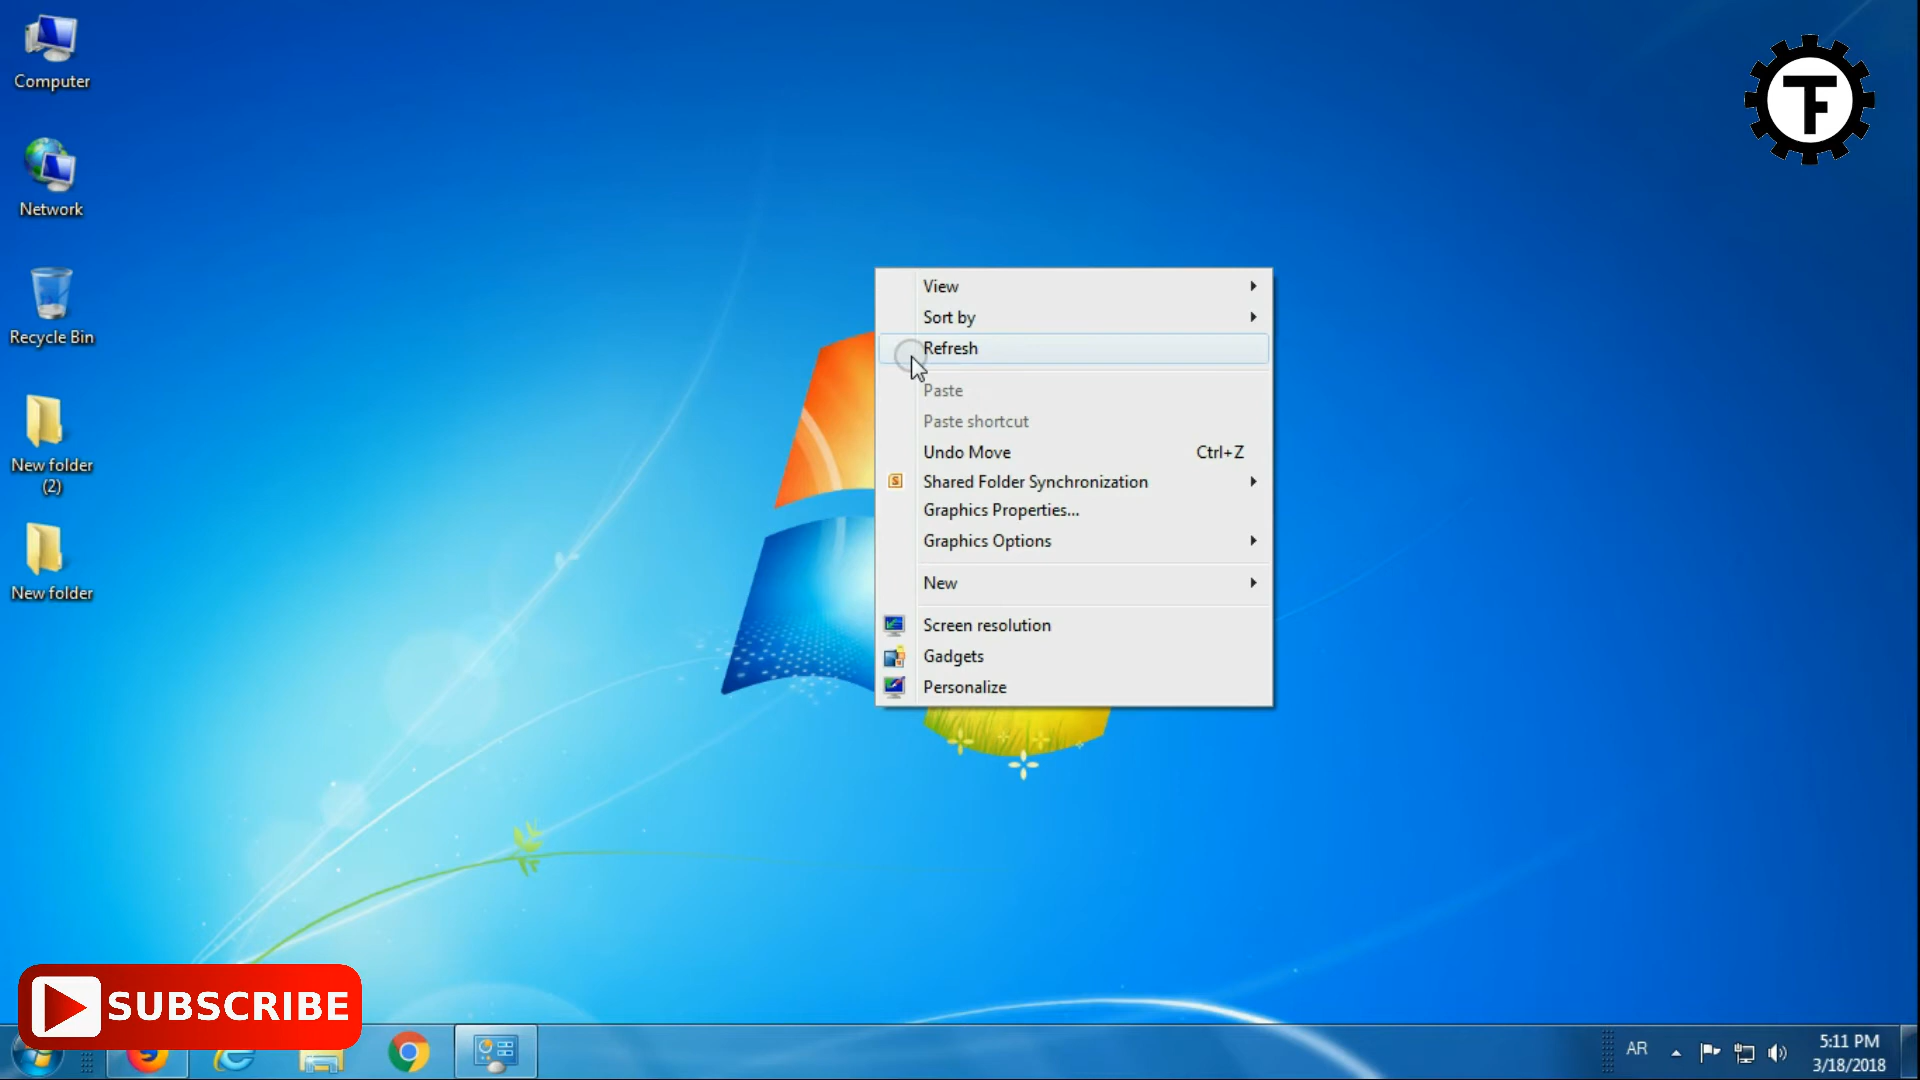 Computer
Network
Recycle Bin
New folder
(2)
New folder
TF
View
Sort by
Refresh
Paste
Paste shortcut
Undo Move Ctrl+Z
S Shared Folder Synchronization
Graphics Properties...
Graphics Options
New
Screen resolution
Gadgets
Personalize
SUBSCRIBE
AR
5:11 PM
3/18/2018